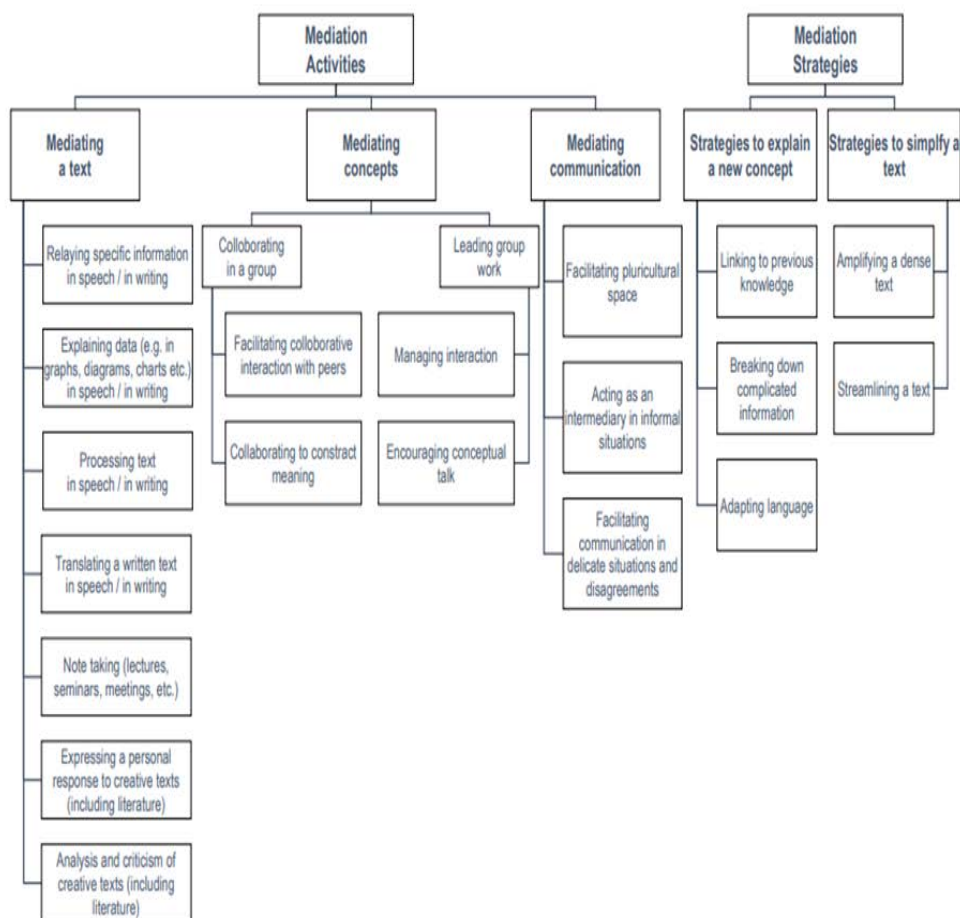 Mediation
Activities
Mediation
Strategies
Mediating
a text
Mediating
concepts
Mediating
communication
Strategies to explain
a new concept
Strategies to simplfy a
text
Relaying specific information
in speech / in writing
Explaining data (e.g. in
graphs, diagrams, charts etc.)
in speech / in writing
Processing text
in speech / in writing
Translating a written text
in speech / in writing
Note taking (lectures,
seminars, meetings, etc.)
Expressing a personal
response to creative texts
(including literature)
Analysis and criticism of
creative texts (including
literature)
Colloborating
in a group
Facilitating colloborative
interaction with peers
Collaborating to constract
meaning
Leading group
work
Managing interaction
Encouraging conceptual
talk
Facilitating pluricultural
space
Acting as an
intermediary in informal
situations
Facilitating
communication in
delicate situations and
disagreements
Linking to previous
knowledge
Breaking down
complicated
information
Adapting language
Amplifying a dense
text
Streamlining a text